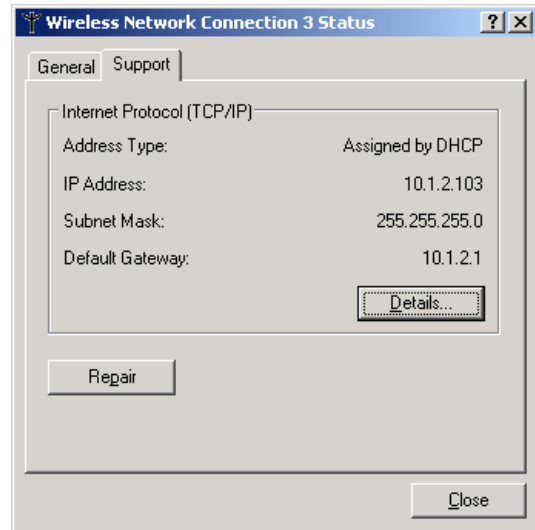 Wireless Network Connection 3 Status ? ×
General Support
Internet Protocol (TCP/IP)
Address Type: Assigned by DHCP
IP Address: 10.1.2.103
Subnet Mask: 255.255.255.0
Default Gateway: 10.1.2.1
Details...
Repair
Close